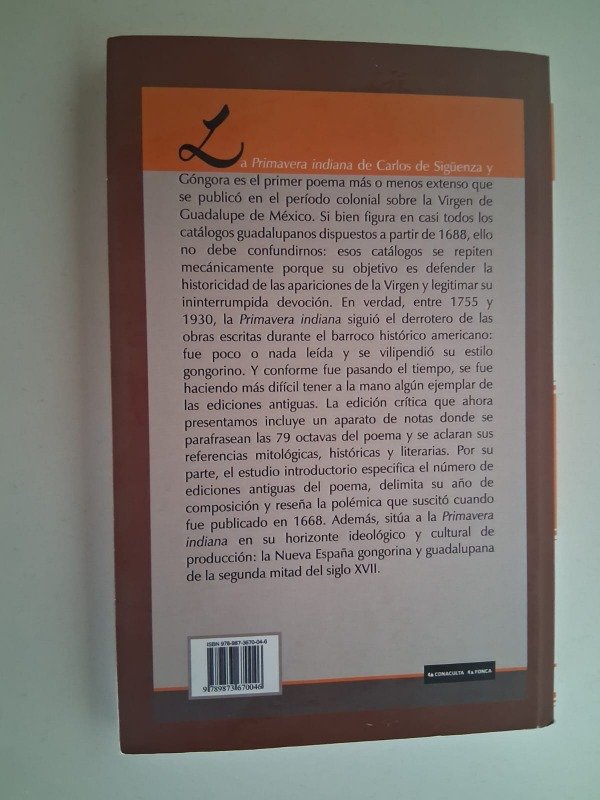 La Primavera indiana de Carlos de Sigüenza y
Góngora es el primer poema más o menos extenso que
se publicó en el período colonial sobre la Virgen de
Guadalupe de México. Si bien figura en casi todos los
catálogos guadalupanos dispuestos a partir de 1688, ello
no debe confundirnos: esos catálogos se repiten
mecánicamente porque su objetivo es defender la
historicidad de las apariciones de la Virgen y legitimar su
ininterrumpida devoción. En verdad, entre 1755 y
1930, la Primavera indiana siguió el derrotero de las
obras escritas durante el barroco histórico americano:
fue poco o nada leída y se vilipendió su estilo
gongorino. Y conforme fue pasando el tiempo, se fue
haciendo más difícil tener a la mano algún ejemplar de
las ediciones antiguas. La edición crítica que ahora
presentamos incluye un aparato de notas donde se
parafrasean las 79 octavas del poema y se aclaran sus
referencias mitológicas, históricas y literarias. Por su
parte, el estudio introductorio especifica el número de
ediciones antiguas del poema, delimita su año de
composición y reseña la polémica que suscitó cuando
fue publicado en 1668. Además, sitúa a la Primavera
indiana en su horizonte ideológico y cultural de
producción: la Nueva España gongorina y guadalupana
de la segunda mitad del siglo XVII.
ISBN 978-987-3670-04-6
9 789873 670046
CONACULTA FONCA